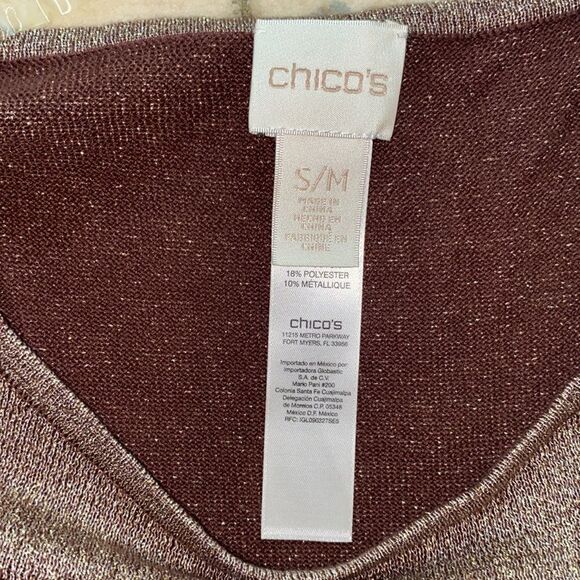 chico's
S/M
MADE IN
CHINA
HECHO EN
CHINA
FABRIQUÉ EN
CHINE
18% POLYESTER
10% MÉTALLIQUE
chico's
11215 METRO PARKWAY
FORT MYERS, FL 33966
Importado en México por:
importadora Globastic
S.A. de C.V.
Mario Pani #200
Colonia Santa Fe Cuajimalpa
Delegación Cuajimalpa
de Morelos C.P. 05348
México D.F. México
RFC: IGL090327SE5